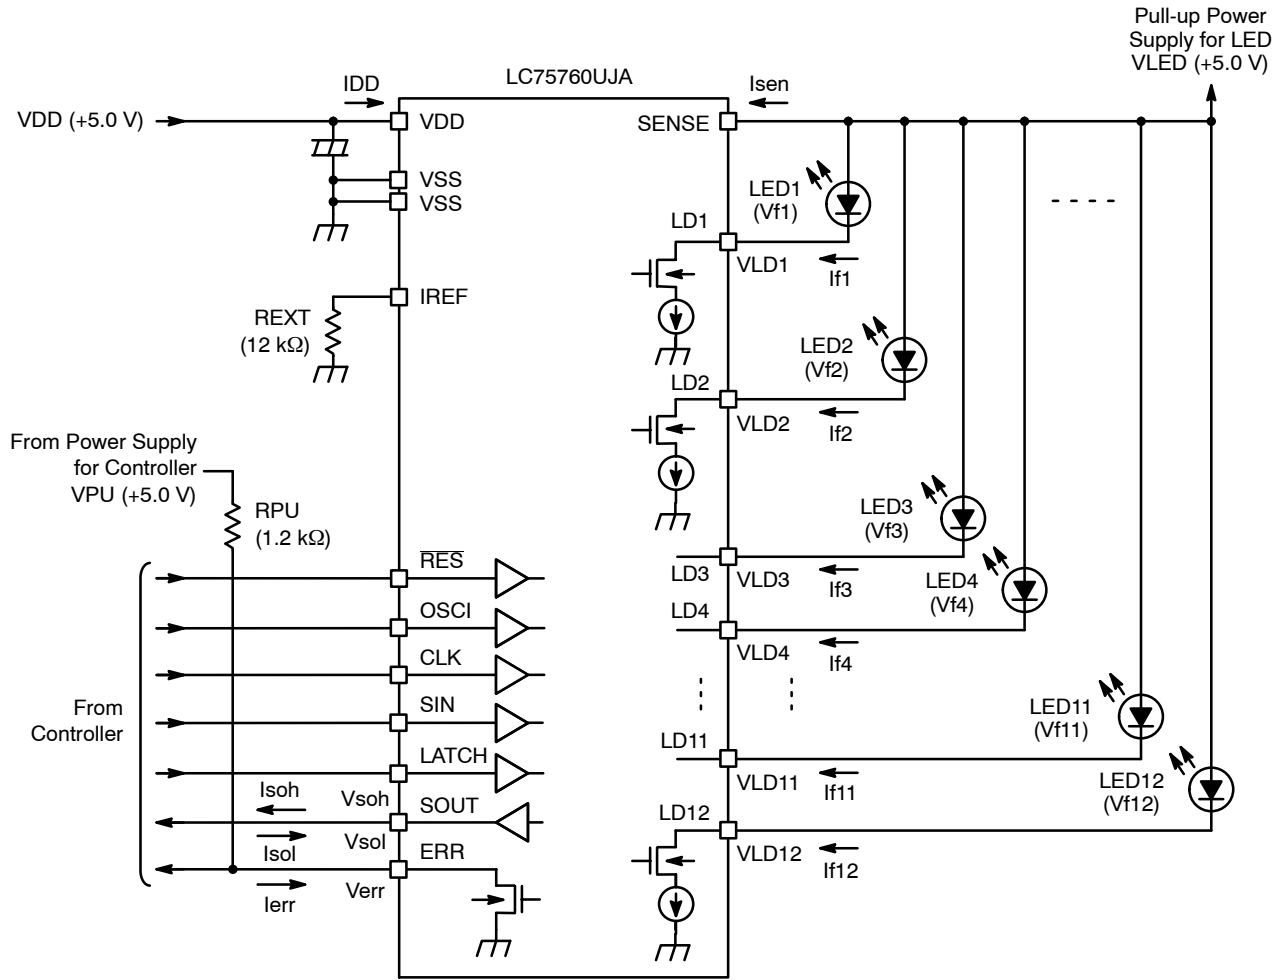 Pull-up Power
Supply for LED
VLED (+5.0 V)
LC75760UJA
IDD
Isen
VDD (+5.0 V)
VDD
SENSE
VSS
VSS
LED1
(Vf1)
LD1
VLD1
If1
IREF
REXT
(12 kΩ)
LED2
(Vf2)
LD2
VLD2
If2
From Power Supply
for Controller
VPU (+5.0 V)
RPU
(1.2 kΩ)
LED3
(Vf3)
LD3
VLD3
If3
LED4
(Vf4)
LD4
VLD4
If4
RES
OSCI
CLK
SIN
LATCH
SOUT
ERR
From
Controller
Isoh
Vsoh
Isol
Vsol
Ierr
Verr
LED11
(Vf11)
LD11
VLD11
If11
LED12
(Vf12)
LD12
VLD12
If12